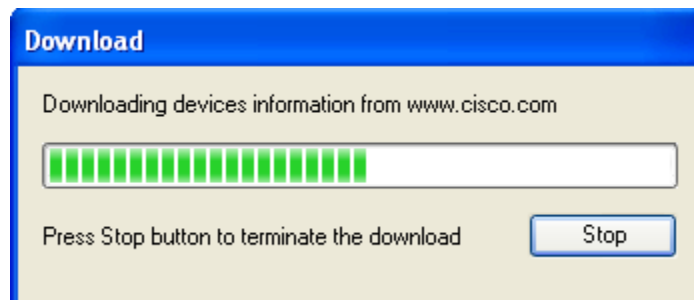 Download
Downloading devices information from www.cisco.com
Press Stop button to terminate the download
Stop